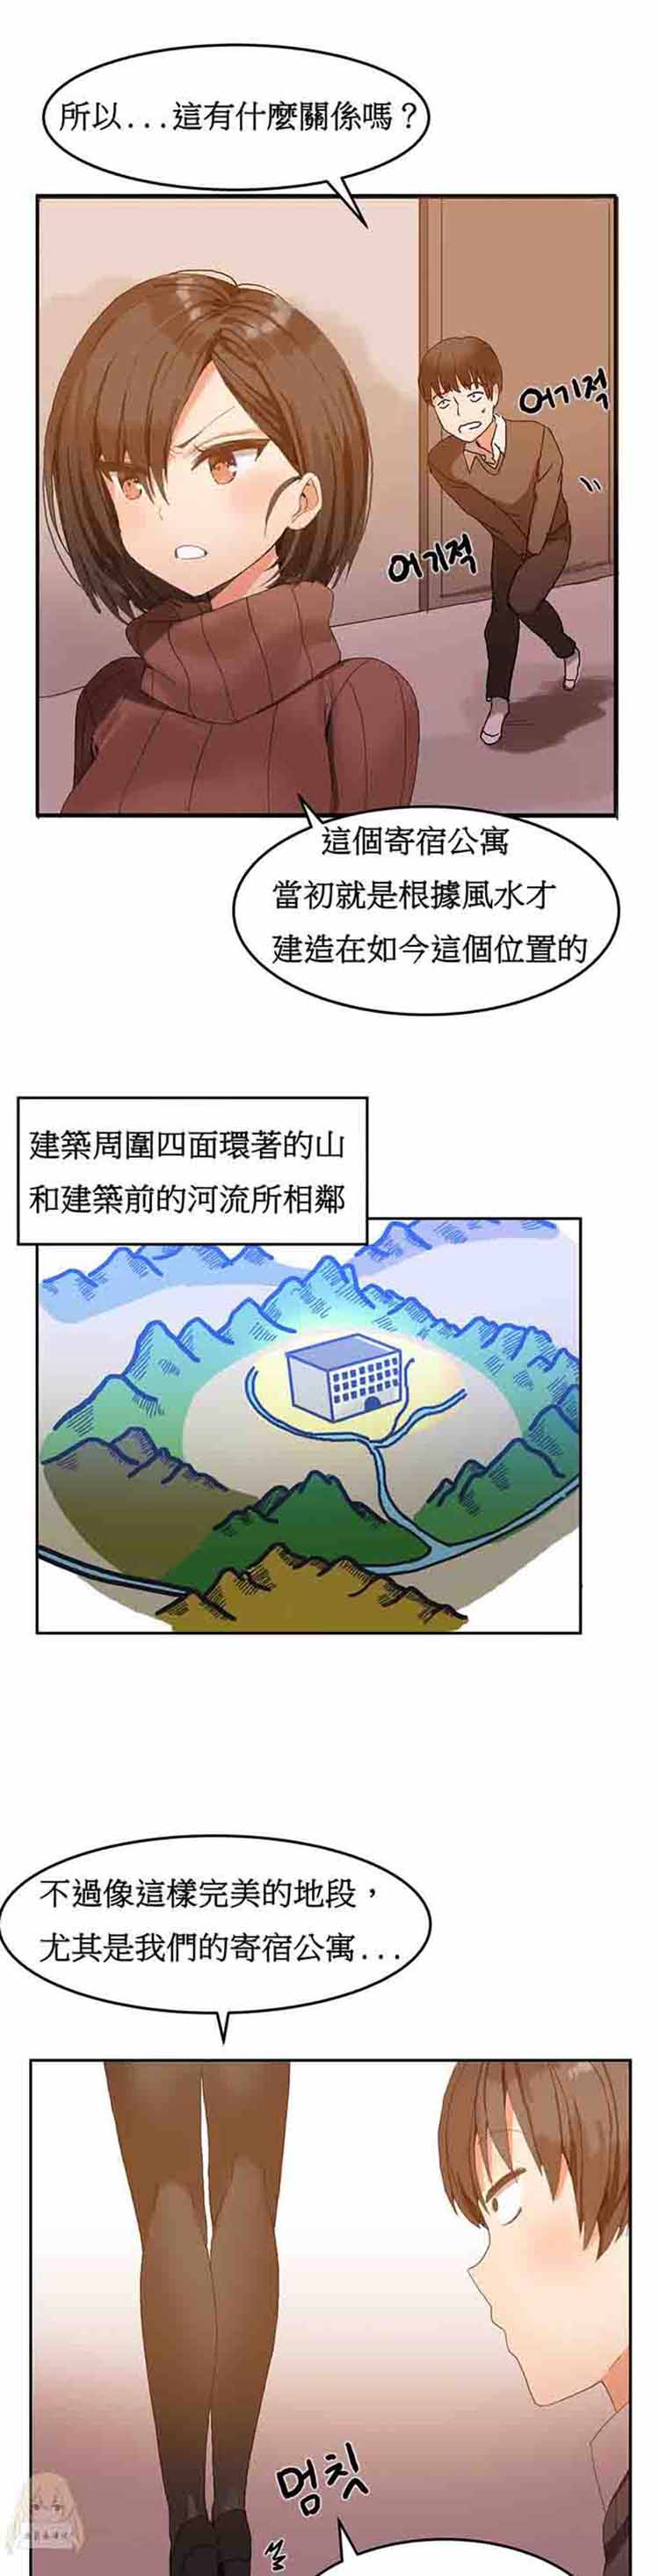 所以...這有什麼關係嗎？
어기적
어기적
這個寄宿公寓
當初就是根據風水才
建造在如今這個位置的
建築周圍四面環著的山
和建築前的河流所相鄰
不過像這樣完美的地段，
尤其是我們的寄宿公寓...
멈칫